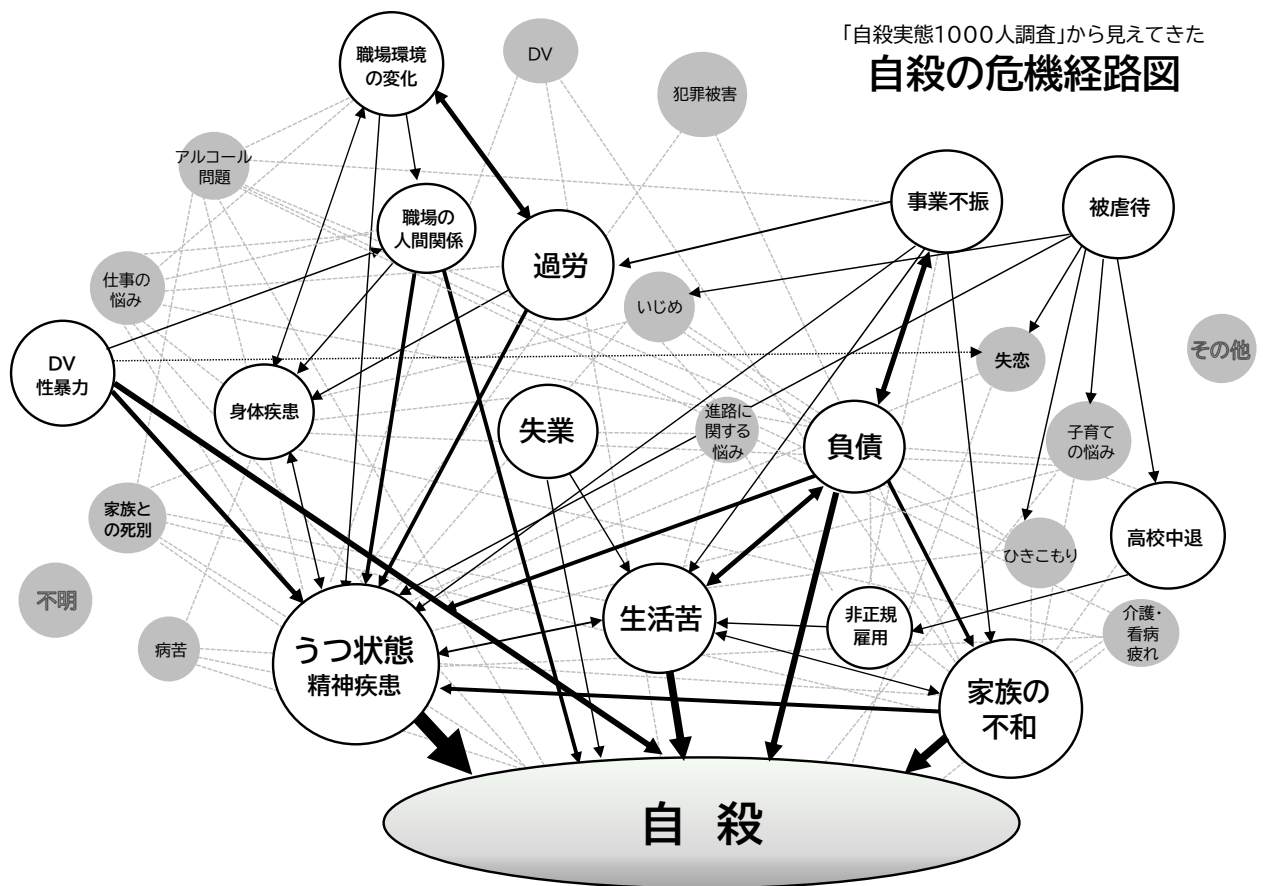 「自殺実態1000人調査」から見えてきた
自殺の危機経路図
職場環境
の変化
DV
犯罪被害
アルコール
問題
職場の
人間関係
過労
事業不振
被虐待
仕事の
悩み
いじめ
DV
性暴力
失恋
その他
身体疾患
失業
進路に
関する
悩み
負債
子育て
の悩み
家族と
の死別
高校中退
ひきこもり
不明
病苦
うつ状態
精神疾患
生活苦
非正規
雇用
介護・
看病
疲れ
家族の
不和
自 殺